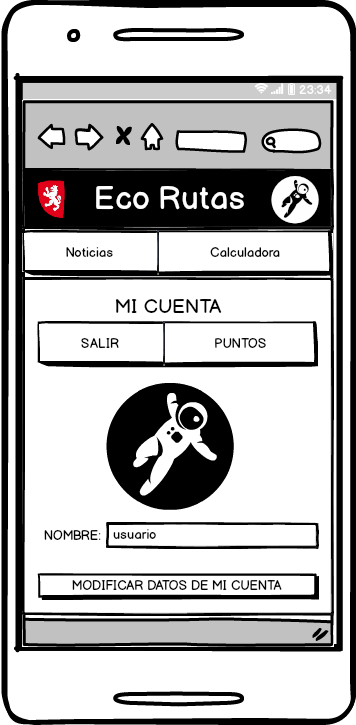 23:34
Eco Rutas
Noticias Calculadora
MI CUENTA
SALIR PUNTOS
NOMBRE: usuario
MODIFICAR DATOS DE MI CUENTA